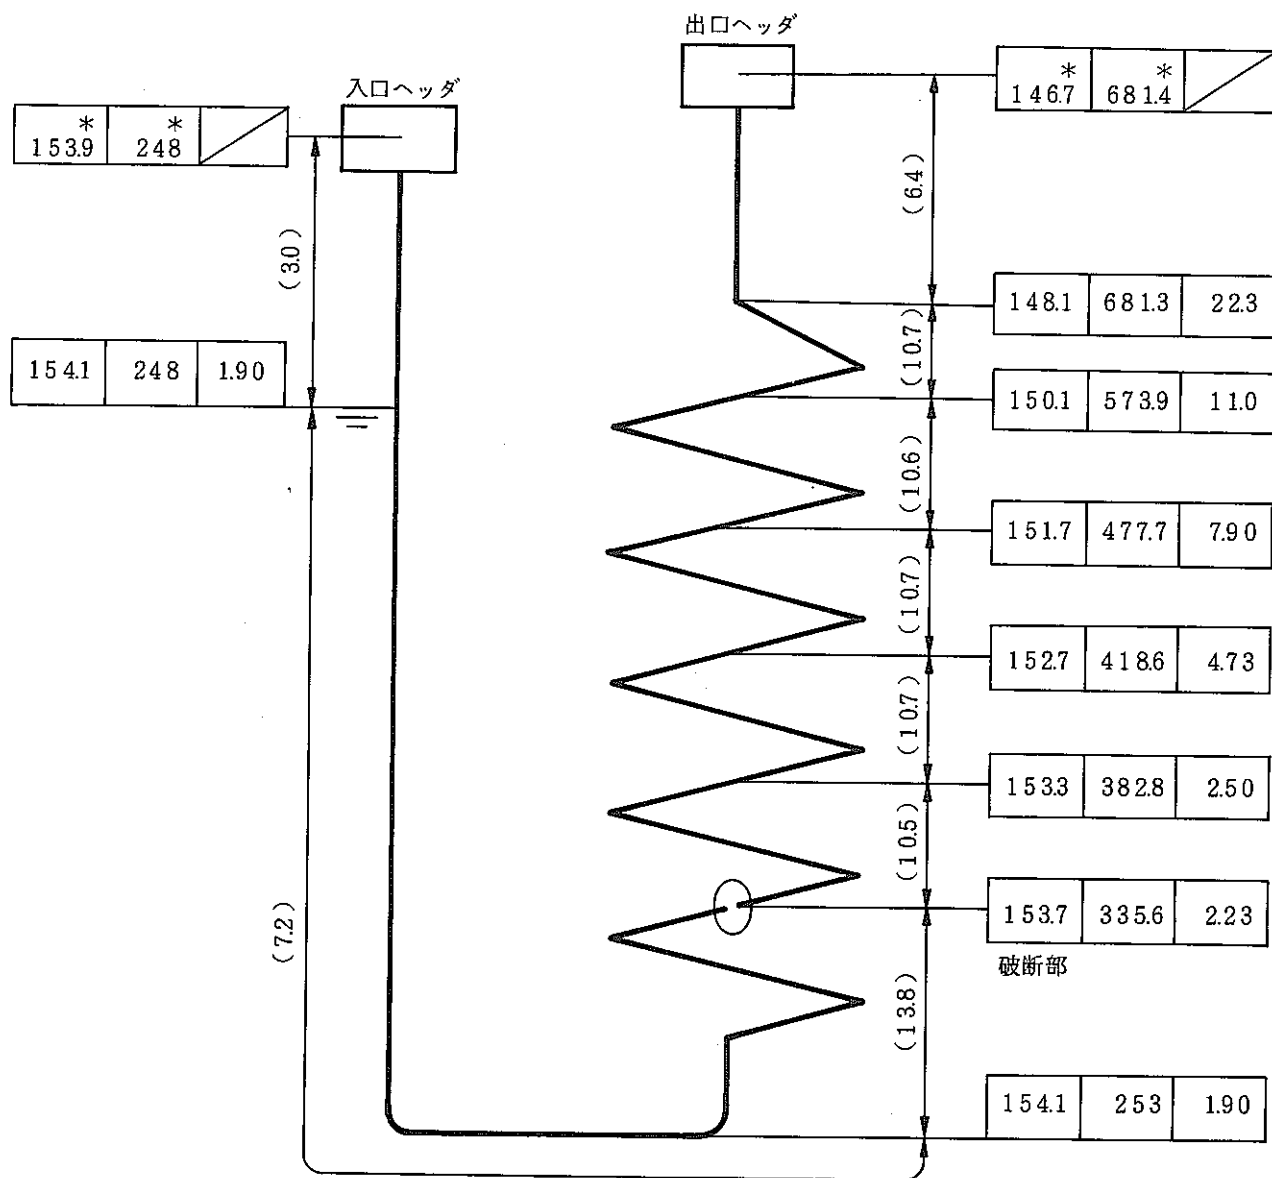 出口ヘッダ
* 146.7 * 681.4
入口ヘッダ
* 153.9 * 248
(6.4)
(3.0)
148.1 681.3 22.3
(10.7)
154.1 248 1.90
150.1 573.9 11.0
(10.6)
151.7 477.7 7.90
(10.7)
152.7 418.6 4.73
(10.7)
153.3 382.8 2.50
(10.5)
153.7 335.6 2.23
破断部
(7.2)
(13.8)
154.1 253 1.90